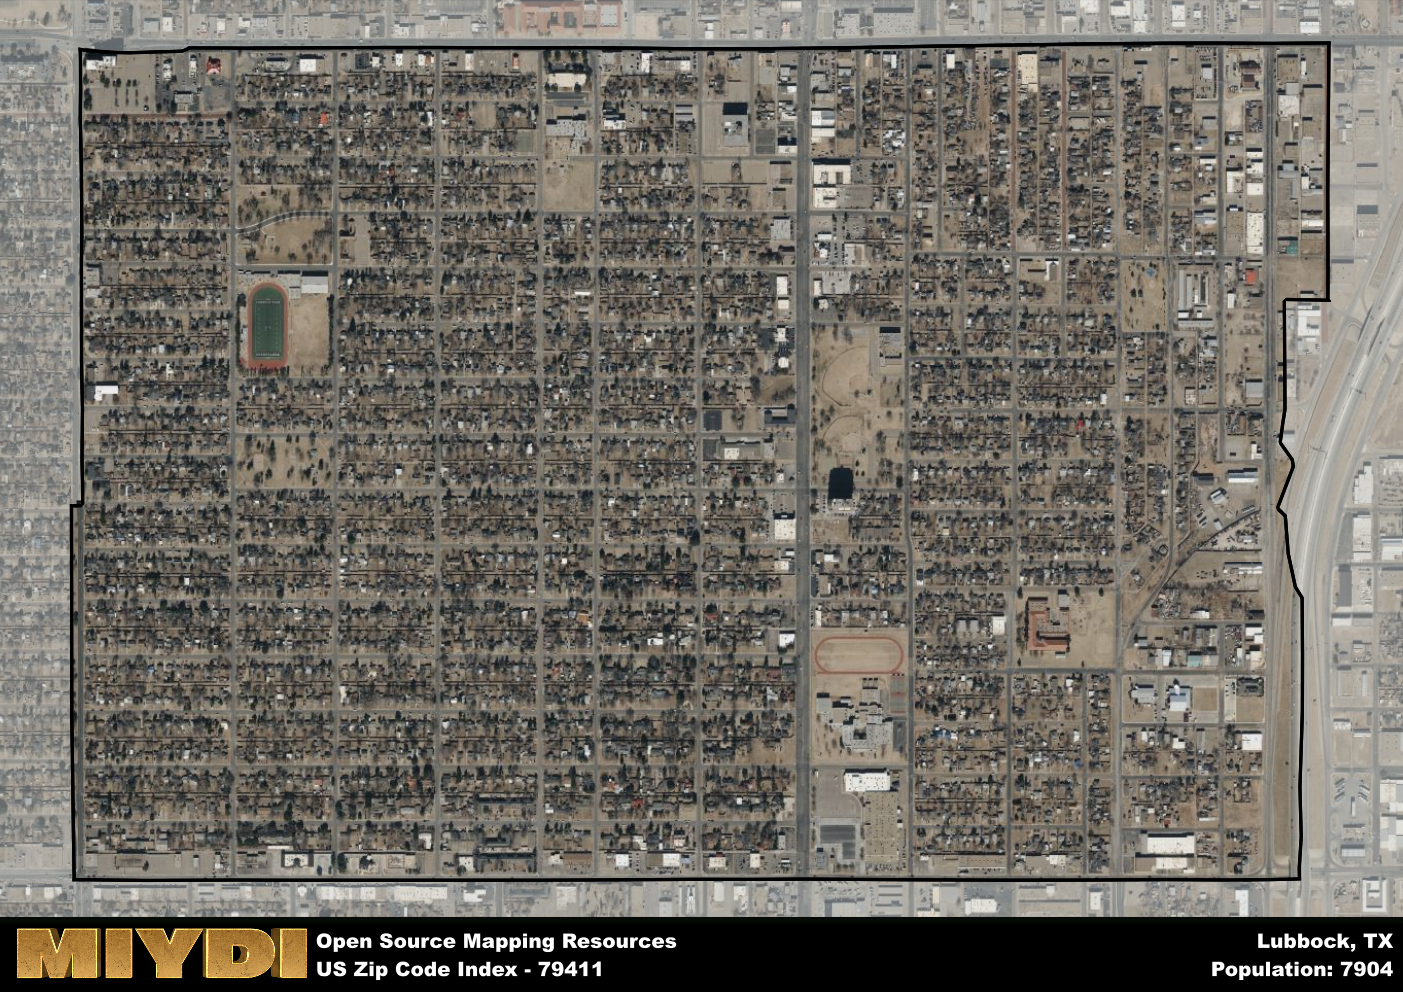 MIYDI
Open Source Mapping Resources
US Zip Code Index - 79411
Lubbock, TX
Population: 7904